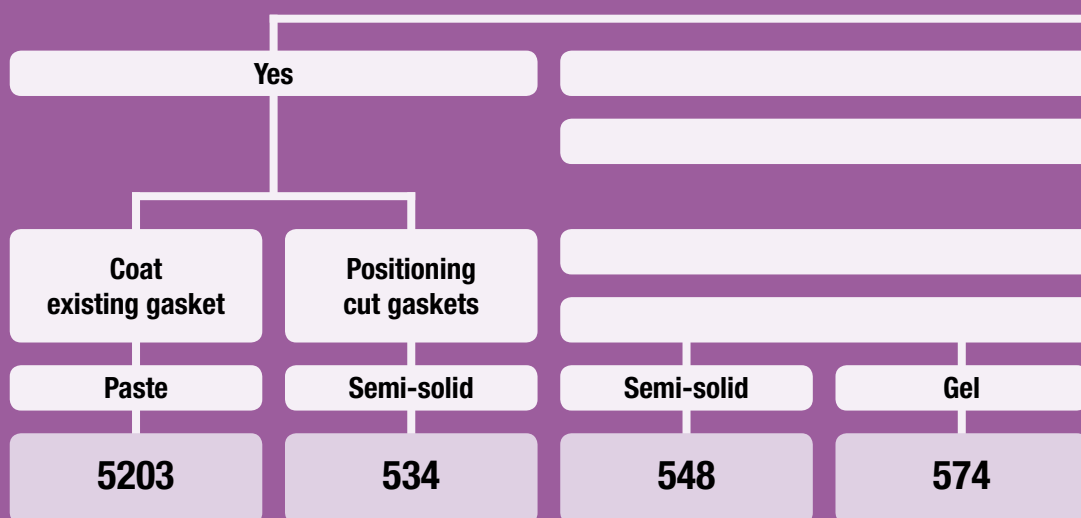 Yes
Coat
existing gasket
Positioning
cut gaskets
Paste
Semi-solid
Semi-solid
Gel
5203
534
548
574